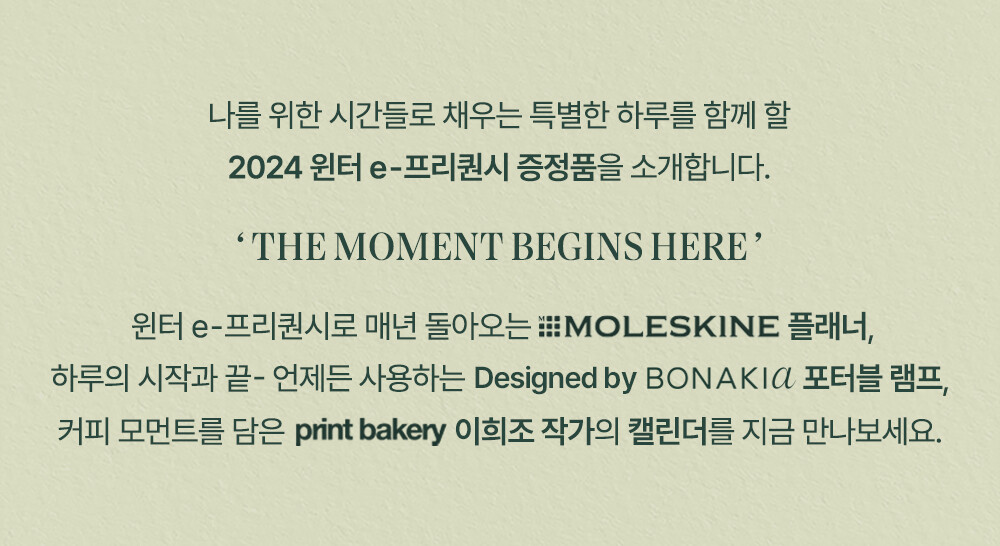 나를 위한 시간들로 채우는 특별한 하루를 함께 할
2024 윈터 e-프리퀀시 증정품을 소개합니다.
‘ THE MOMENT BEGINS HERE ’
윈터 e-프리퀀시로 매년 돌아오는 MOLESKINE 플래너,
하루의 시작과 끝- 언제든 사용하는 Designed by BONAKIa 포터블 램프,
커피 모먼트를 담은 print bakery 이희조 작가의 캘린더를 지금 만나보세요.